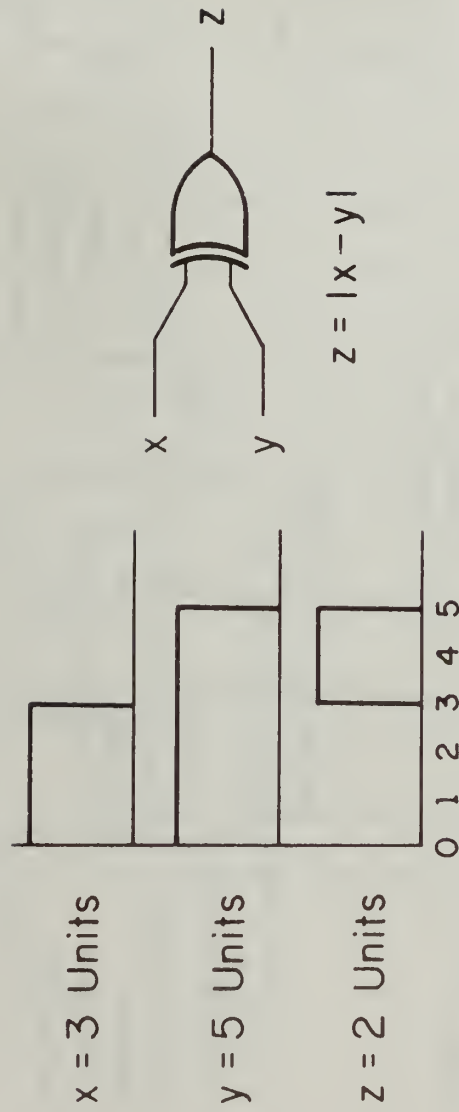 x = 3 Units
y = 5 Units
z = 2 Units
0 1 2 3 4 5
x
y
z
z = |x-y|